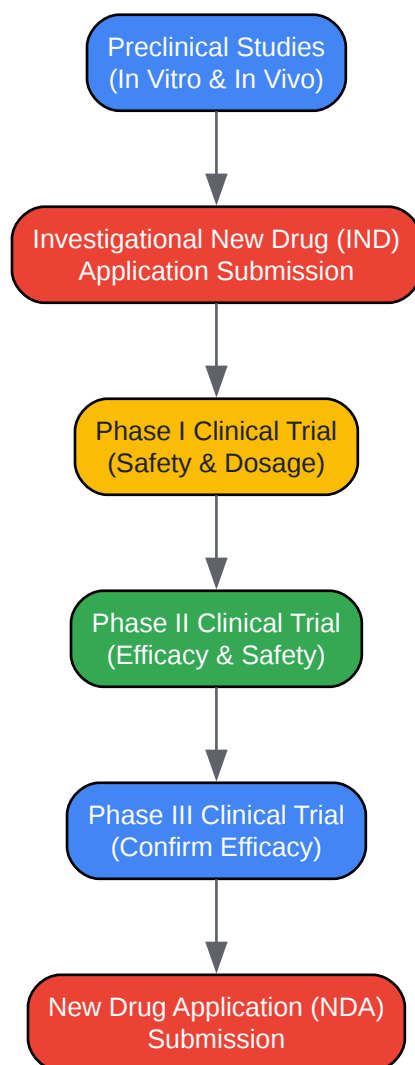 Preclinical Studies
(In Vitro & In Vivo)
Investigational New Drug (IND)
Application Submission
Phase I Clinical Trial
(Safety & Dosage)
Phase II Clinical Trial
(Efficacy & Safety)
Phase III Clinical Trial
(Confirm Efficacy)
New Drug Application (NDA)
Submission